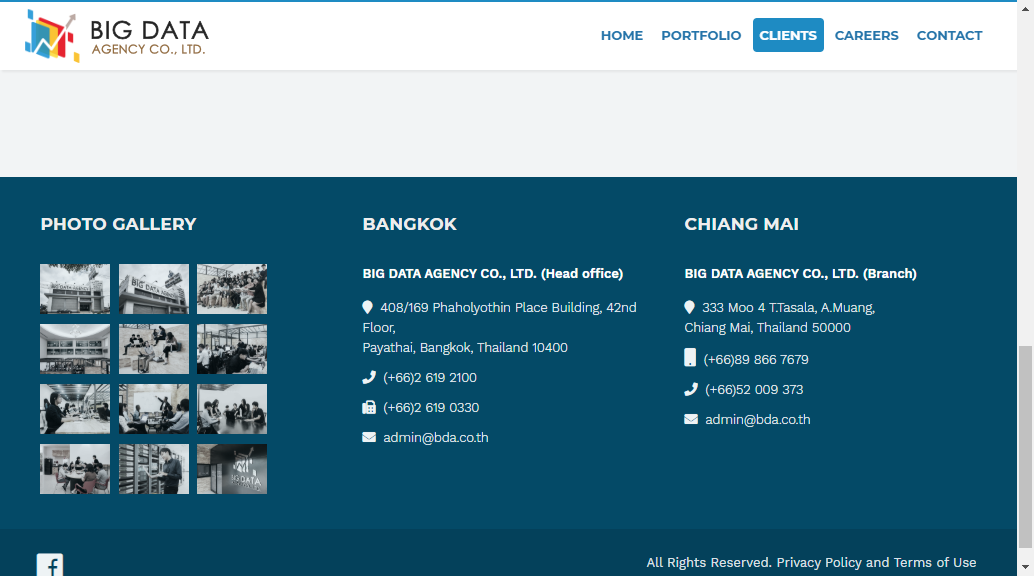 BIG DATA
AGENCY CO., LTD.
HOME
PORTFOLIO
CLIENTS
CAREERS
CONTACT
PHOTO GALLERY
BIG DATA
BANGKOK
BIG DATA AGENCY CO., LTD. (Head office)
408/169 Phaholyothin Place Building, 42nd
Floor,
Payathai, Bangkok, Thailand 10400
(+66)2 619 2100
(+66)2 619 0330
admin@bda.co.th
CHIANG MAI
BIG DATA AGENCY CO., LTD. (Branch)
333 Moo 4 T.Tasala, A.Muang,
Chiang Mai, Thailand 50000
(+66)89 866 7679
(+66)52 009 373
admin@bda.co.th
All Rights Reserved. Privacy Policy and Terms of Use